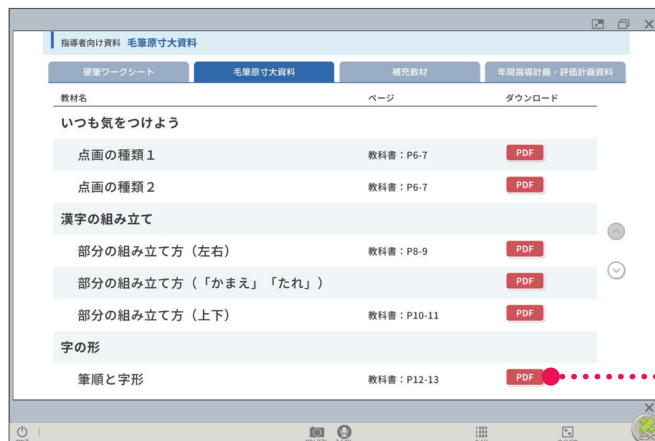 指導者向け資料 毛筆原寸大資料
硬筆ワークシート 毛筆原寸大資料 補充教材 年間指導計画・評価計画資料
教材名 ページ ダウンロード
いつも気をつけよう
点画の種類1 教科書：P6-7 PDF
点画の種類2 教科書：P6-7 PDF
漢字の組み立て
部分の組み立て方（左右） 教科書：P8-9 PDF
部分の組み立て方（「かまえ」「たれ」） PDF
部分の組み立て方（上下） 教科書：P10-11 PDF
字の形
筆順と字形 教科書：P12-13 PDF